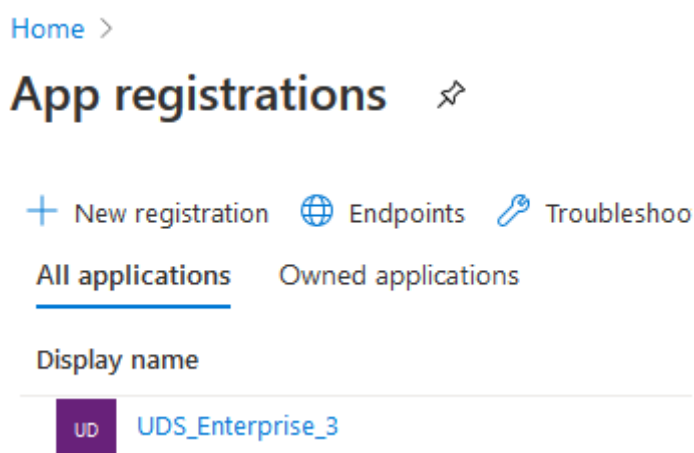 Home >
App registrations
New registration Endpoints
All applications Owned applications
Display name
UD UDS_Enterprise_3